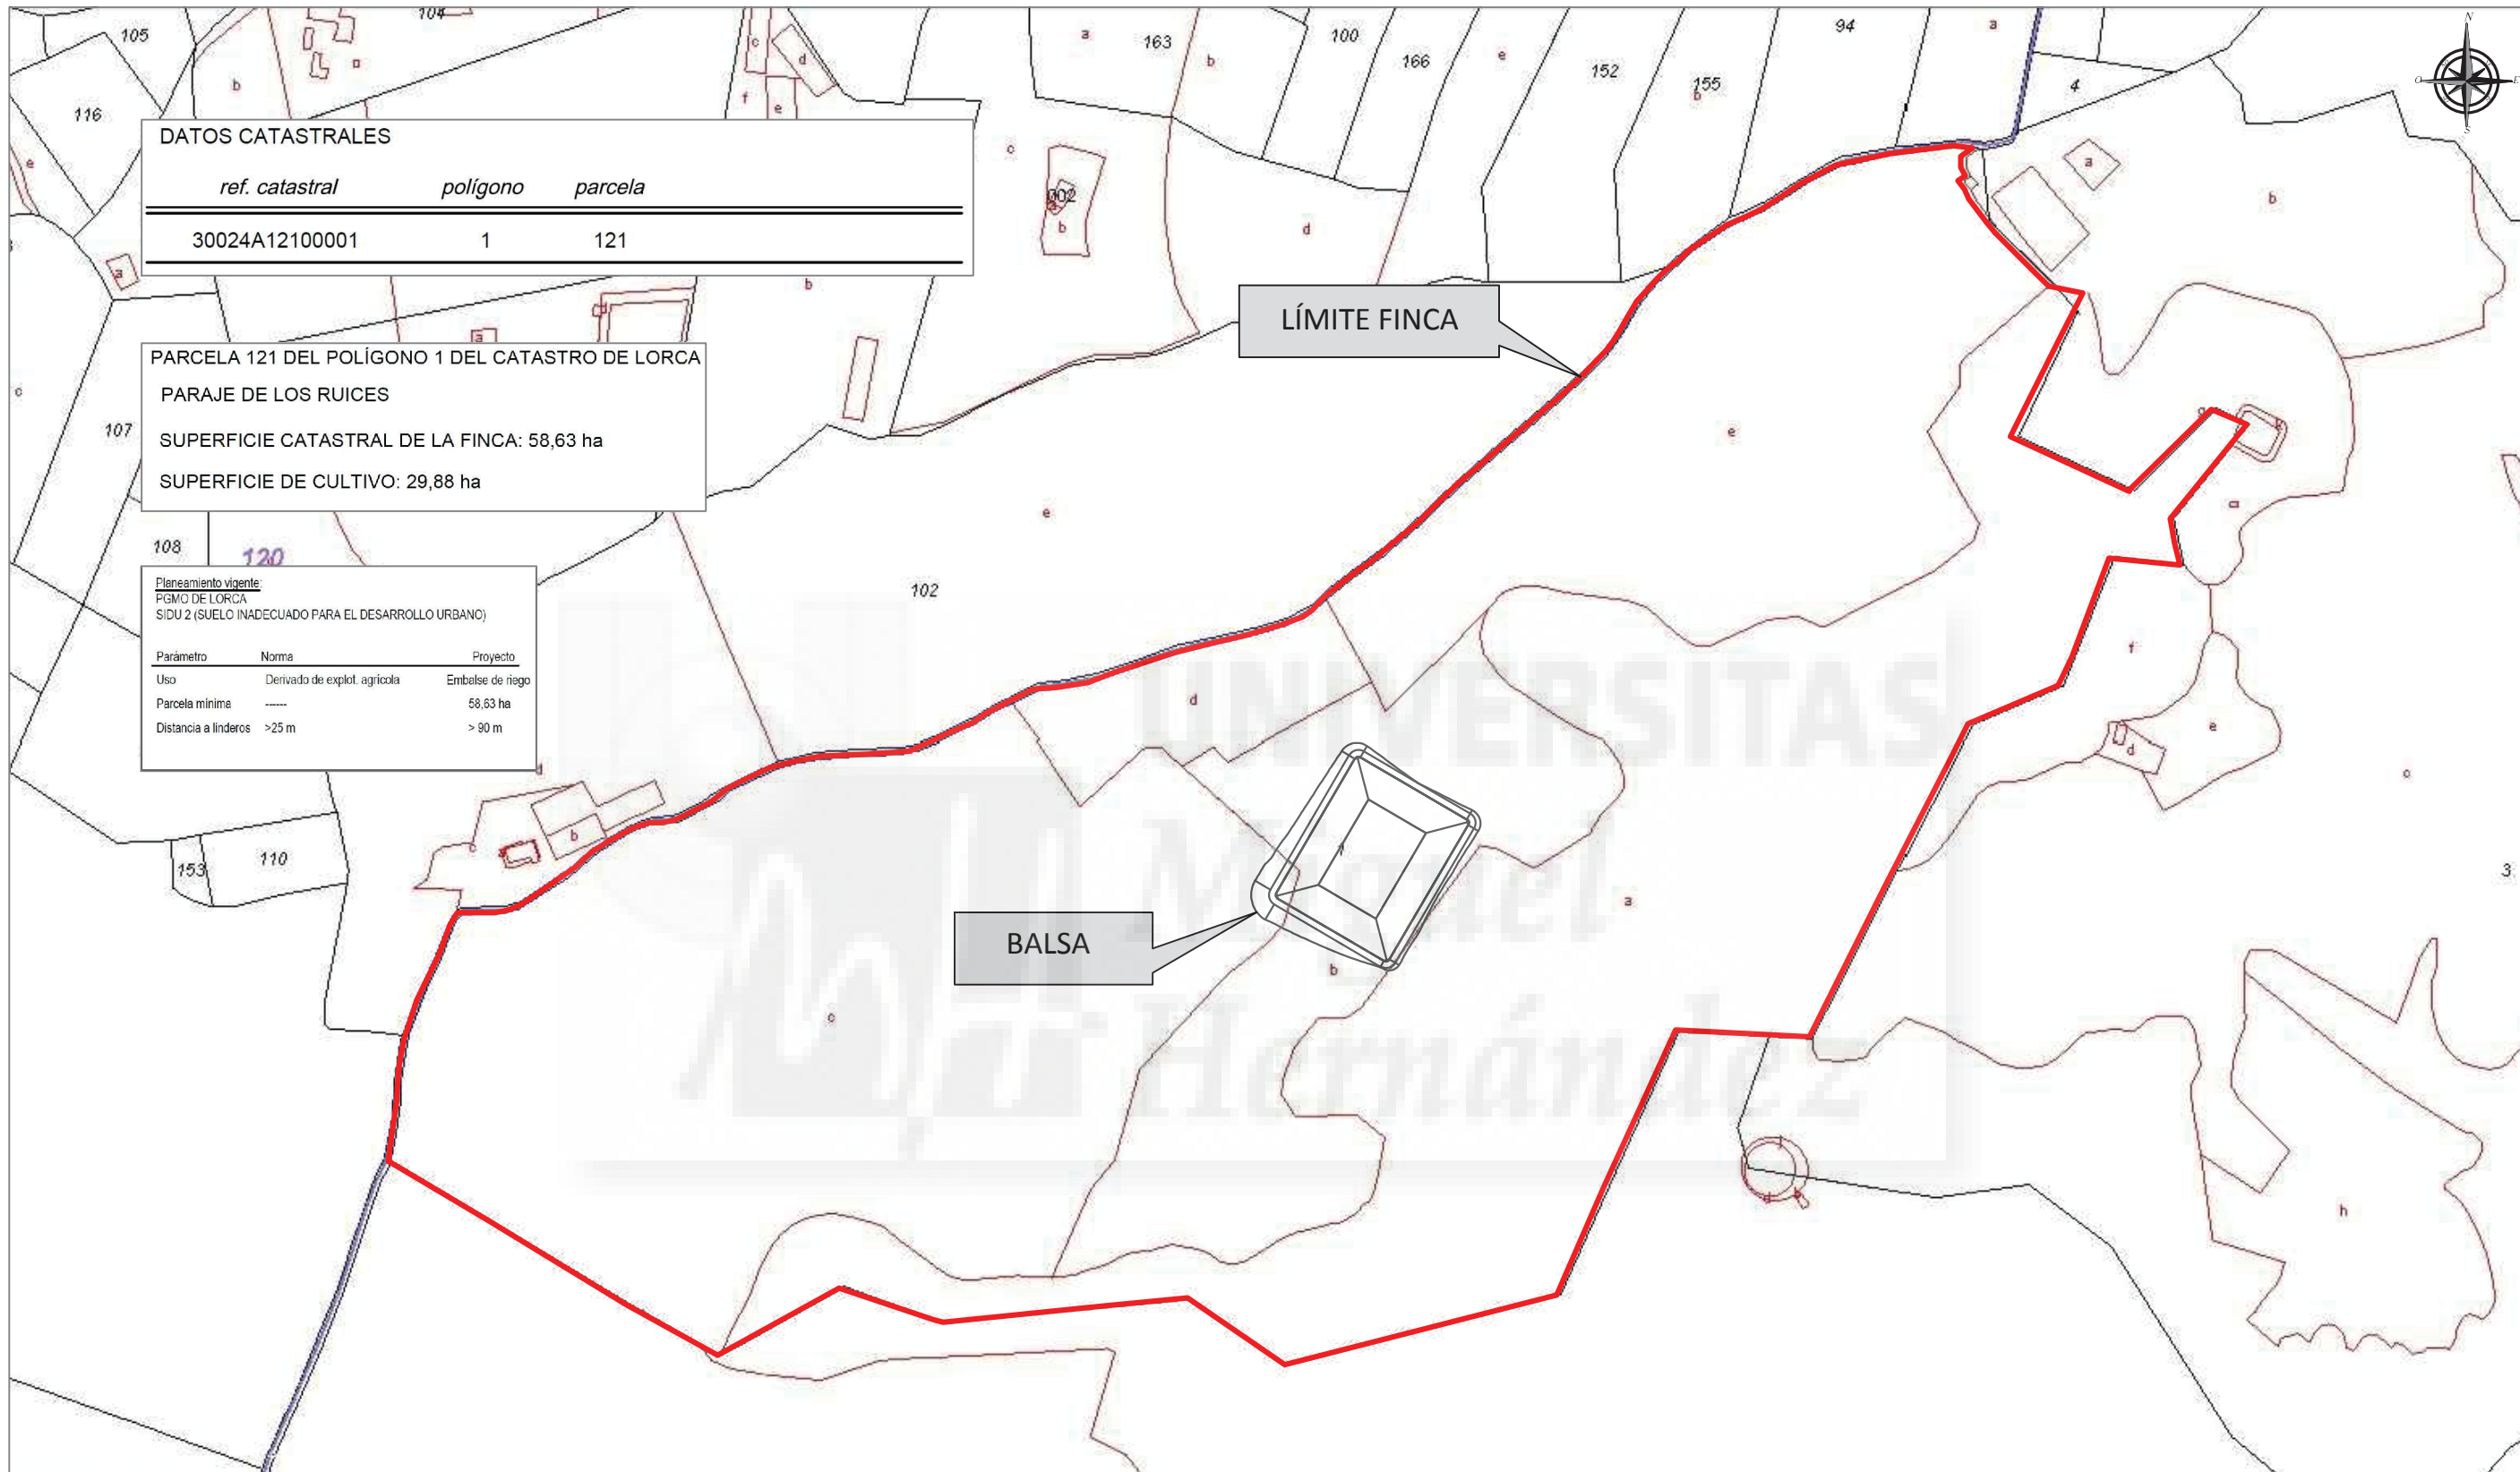 104
105
163
100
166
152
155
94
4
116
DATOS CATASTRALES
ref. catastral polígono parcela
30024A12100001 1 121
002
PARCELA 121 DEL POLÍGONO 1 DEL CATASTRO DE LORCA
PARAJE DE LOS RUICES
SUPERFICIE CATASTRAL DE LA FINCA: 58,63 ha
SUPERFICIE DE CULTIVO: 29,88 ha
LÍMITE FINCA
107
108
120
102
Planeamiento vigente:
PGMO DE LORCA
SIDU 2 (SUELO INADECUADO PARA EL DESARROLLO URBANO)
Parámetro Norma Proyecto
Uso Derivado de explot. agrícola Embalse de riego
Parcela mínima ------ 58,63 ha
Distancia a linderos >25 m > 90 m
153
110
3
BALSA
UNIVERSITAS
Miguel
Hernández
N
S
E
O
a
b
c
d
e
f
h